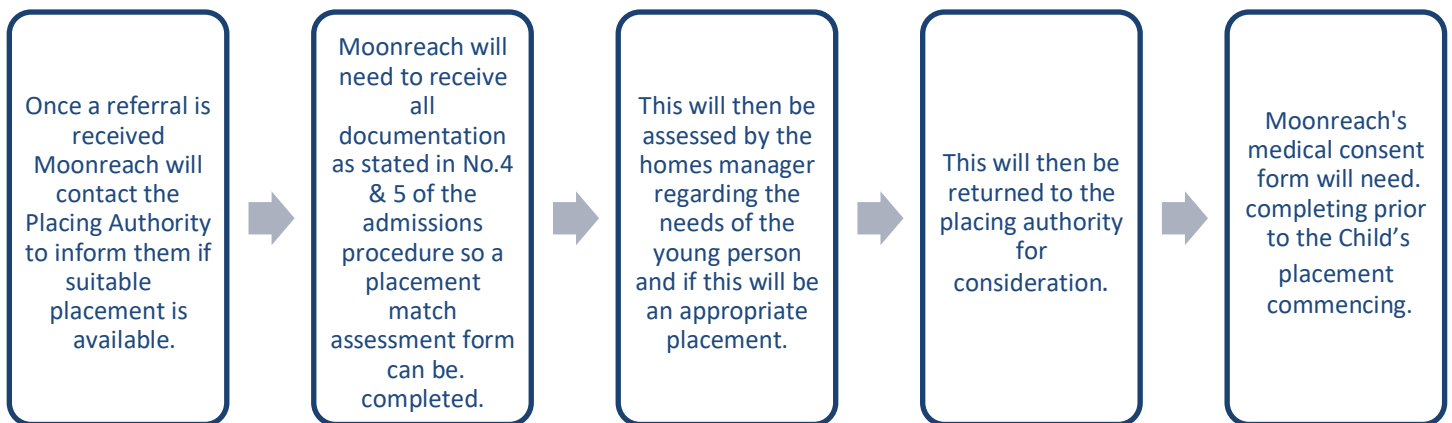 Once a referral is
received
Moonreach will
contact the
Placing Authority
to inform them if
suitable
placement is
available.
Moonreach will
need to receive
all
documentation
as stated in No.4
& 5 of the
admissions
procedure so a
placement
match
assessment form
can be.
completed.
This will then be
assessed by the
homes manager
regarding the
needs of the
young person
and if this will be
an appropriate
placement.
This will then be
returned to the
placing authority
for
consideration.
Moonreach's
medical consent
form will need.
completing prior
to the Child’s
placement
commencing.